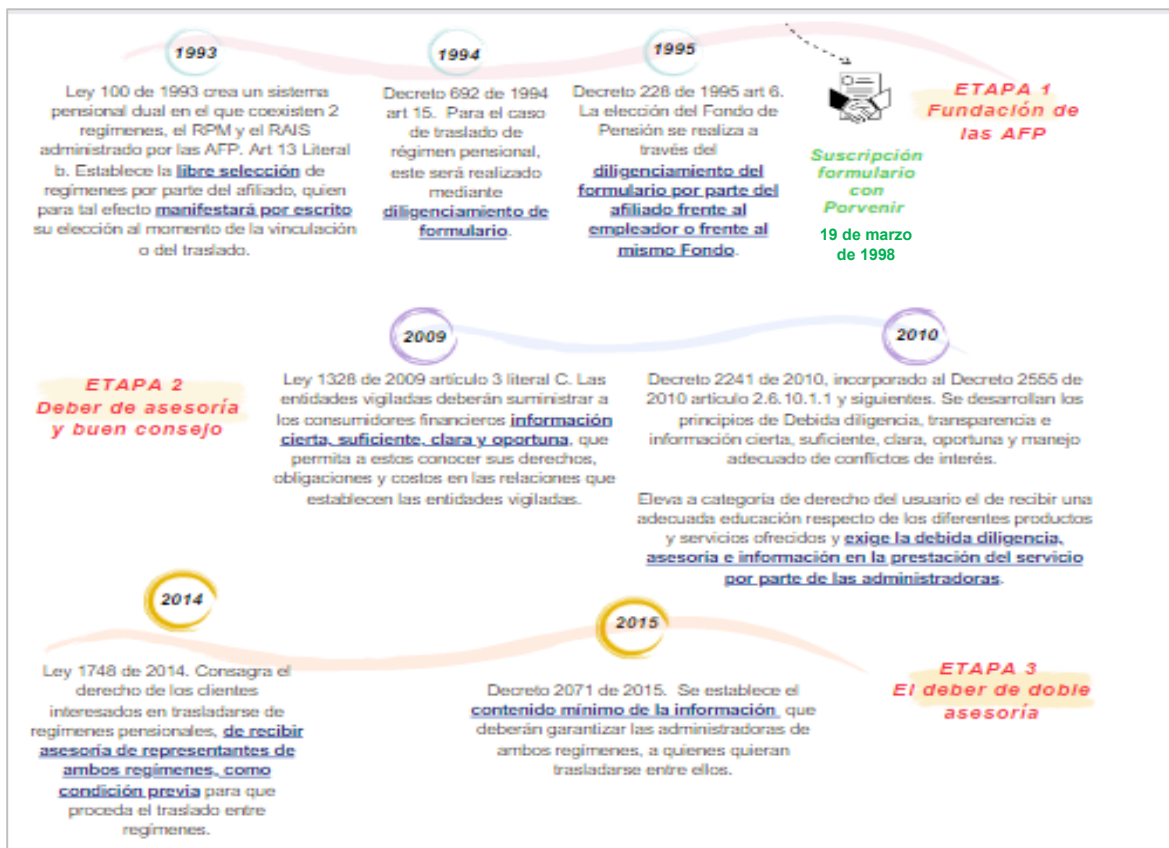 1993
Ley 100 de 1993 crea un sistema
pensional dual en el que coexisten 2
regímenes, el RPM y el RAIS
administrado por las AFP. Art 13 Literal
b. Establece la libre selección de
regímenes por parte del afiliado, quien
para tal efecto manifestará por escrito
su elección al momento de la vinculación
o del traslado.
1994
Decreto 692 de 1994
art 15. Para el caso
de traslado de
régimen pensional,
este será realizado
mediante
diligenciamiento de
formulario.
1995
Decreto 228 de 1995 art 6.
La elección del Fondo de
Pensión se realiza a
través del
diligenciamiento del
formulario por parte del
afiliado frente al
empleador o frente al
mismo Fondo.
Suscripción
formulario
con
Porvenir
19 de marzo
de 1998
ETAPA 1
Fundación de
las AFP
ETAPA 2
Deber de asesoría
y buen consejo
2009
Ley 1328 de 2009 artículo 3 literal C. Las
entidades vigiladas deberán suministrar a
los consumidores financieros información
cierta, suficiente, clara y oportuna, que
permita a estos conocer sus derechos,
obligaciones y costos en las relaciones que
establecen las entidades vigiladas.
2010
Decreto 2241 de 2010, incorporado al Decreto 2555 de
2010 artículo 2.6.10.1.1 y siguientes. Se desarrollan los
principios de Debida diligencia, transparencia e
información cierta, suficiente, clara, oportuna y manejo
adecuado de conflictos de interés.
Eleva a categoría de derecho del usuario el de recibir una
adecuada educación respecto de los diferentes productos
y servicios ofrecidos y exige la debida diligencia,
asesoría e información en la prestación del servicio
por parte de las administradoras.
2014
Ley 1748 de 2014. Consagra el
derecho de los clientes
interesados en trasladarse de
regímenes pensionales, de recibir
asesoría de representantes de
ambos regímenes, como
condición previa para que
proceda el traslado entre
regímenes.
2015
Decreto 2071 de 2015. Se establece el
contenido mínimo de la información que
deberán garantizar las administradoras de
ambos regímenes, a quienes quieran
trasladarse entre ellos.
ETAPA 3
El deber de doble
asesoría